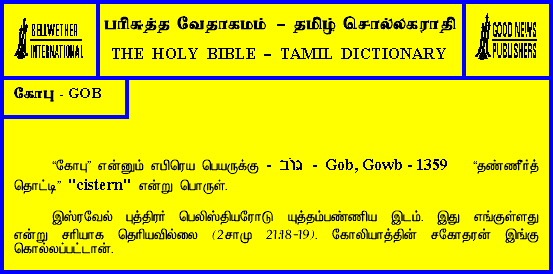 BELLWETHER
INTERNATIONAL
பரிசுத்த வேதாகமம் – தமிழ் சொல்லகராதி
THE HOLY BIBLE – TAMIL DICTIONARY
GOOD NEWS
PUBLISHERS
கோபு - GOB
“கோபு” என்னும் எபிரெய பெயருக்கு - גוֹב - Gob, Gowb - 1359 “தண்ணீர்த்
தொட்டி” "cistern" என்று பொருள்.
இஸ்ரவேல் புத்திரர் பெலிஸ்தியரோடு யுத்தம்பண்ணிய இடம். இது எங்குள்ளது
என்று சரியாக தெரியவில்லை (2சாமு 21:18-19). கோலியாத்தின் சகோதரன் இங்கு
கொல்லப்பட்டான்.